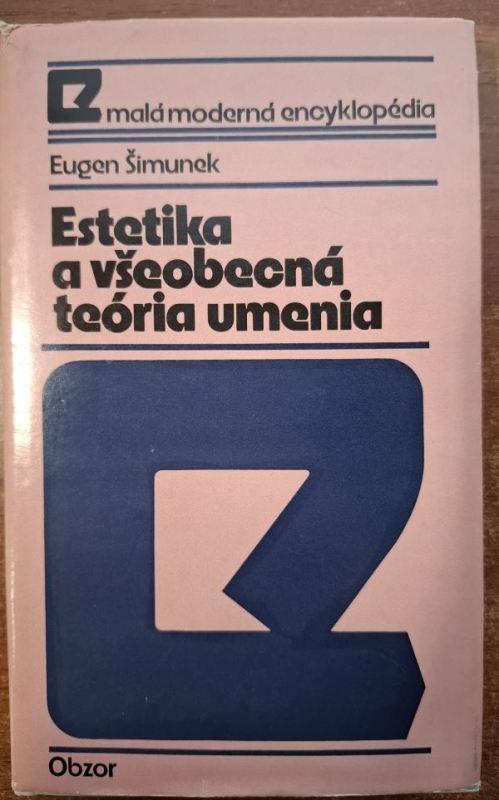 malá moderná encyklopédia
Eugen Šimunek
Estetika
a všeobecná
teória umenia
Obzor